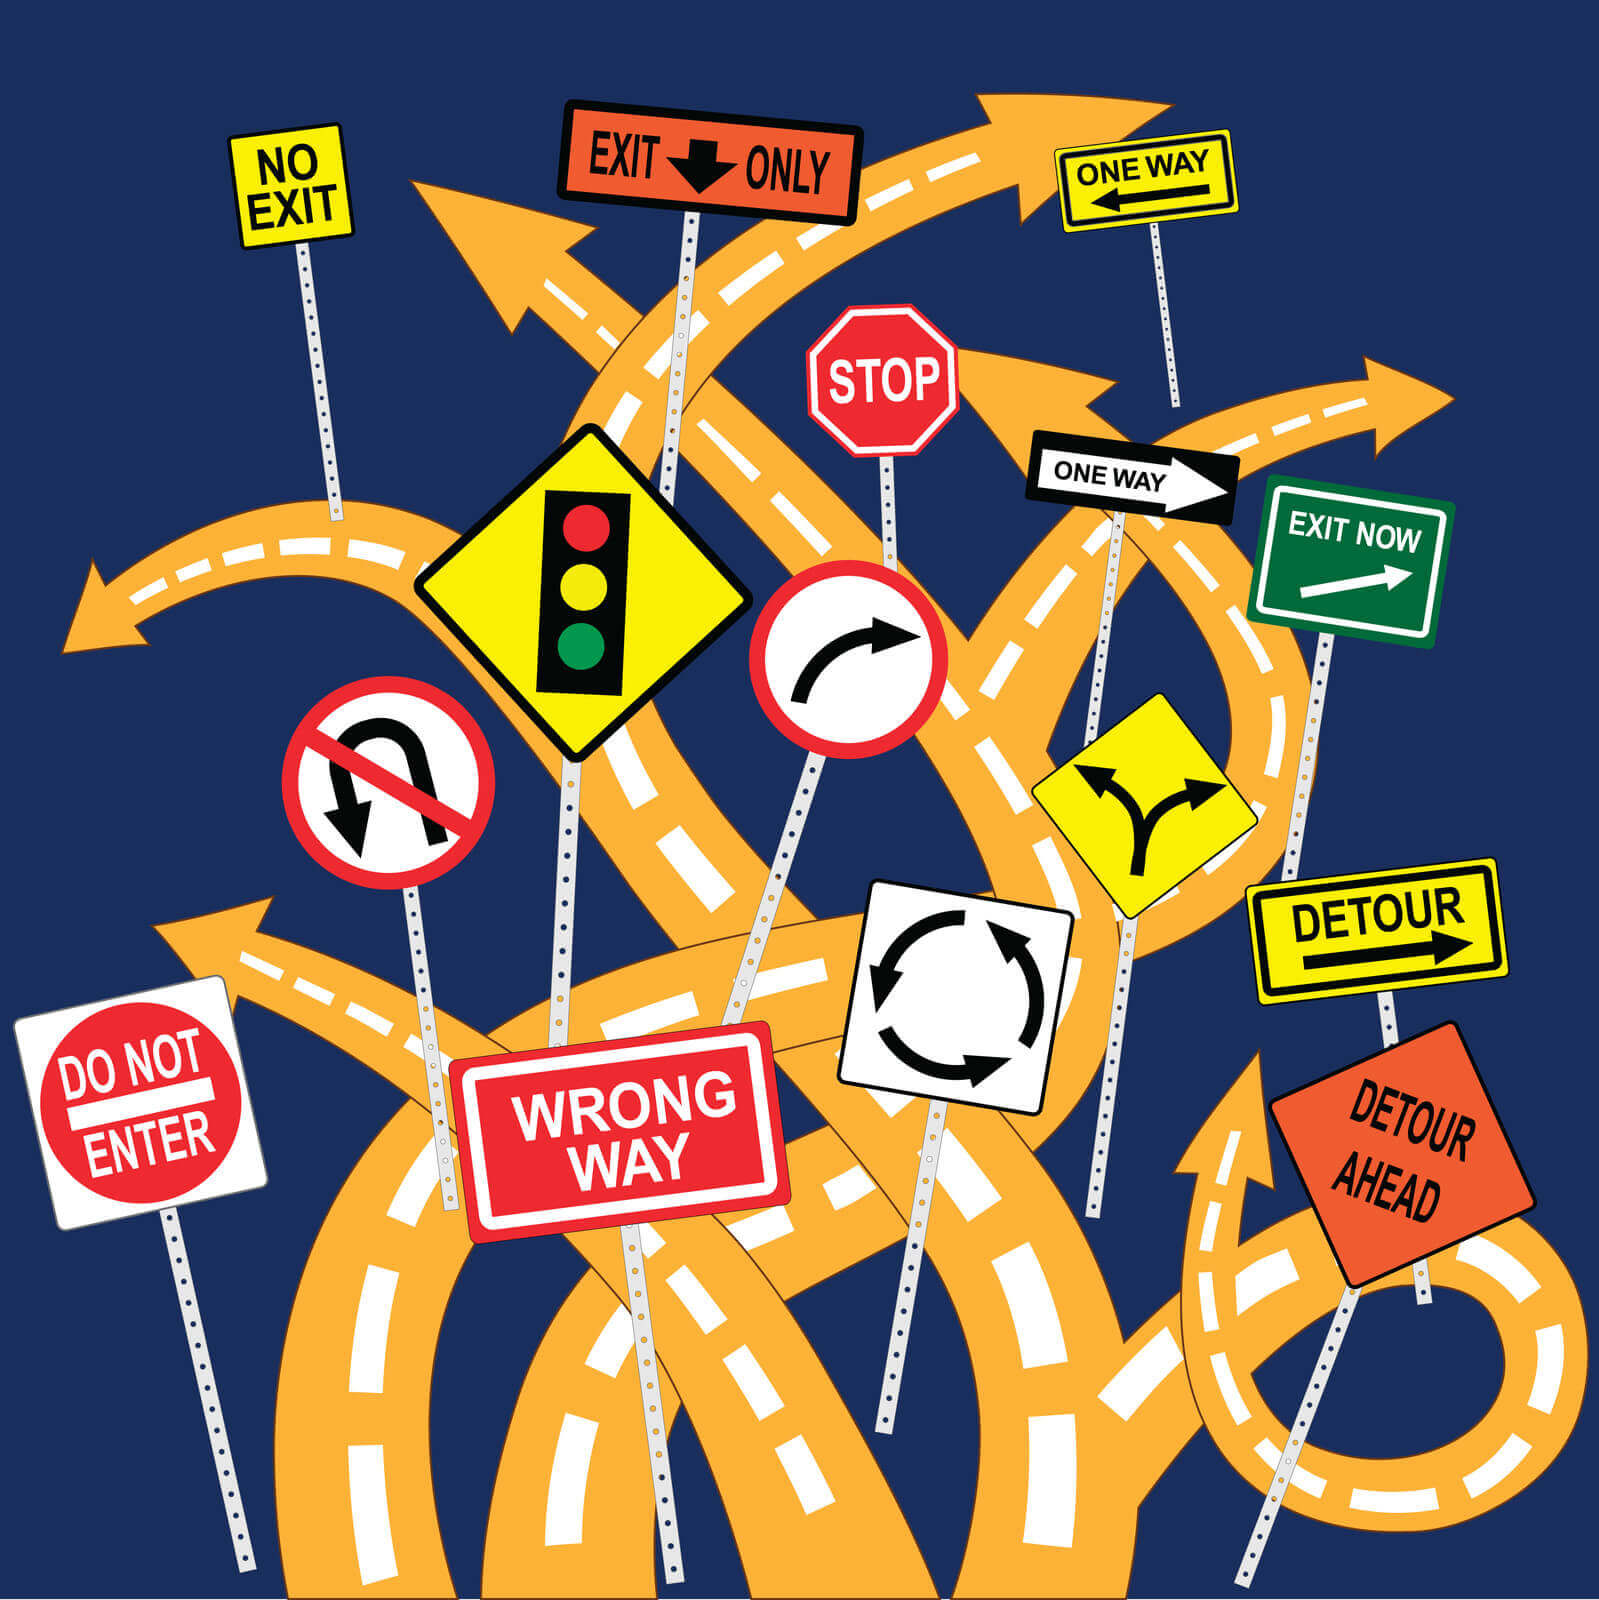 NO
EXIT
EXIT ONLY
ONE WAY
STOP
ONE WAY
EXIT NOW
DETOUR
DO NOT
ENTER
WRONG
WAY
DETOUR
AHEAD